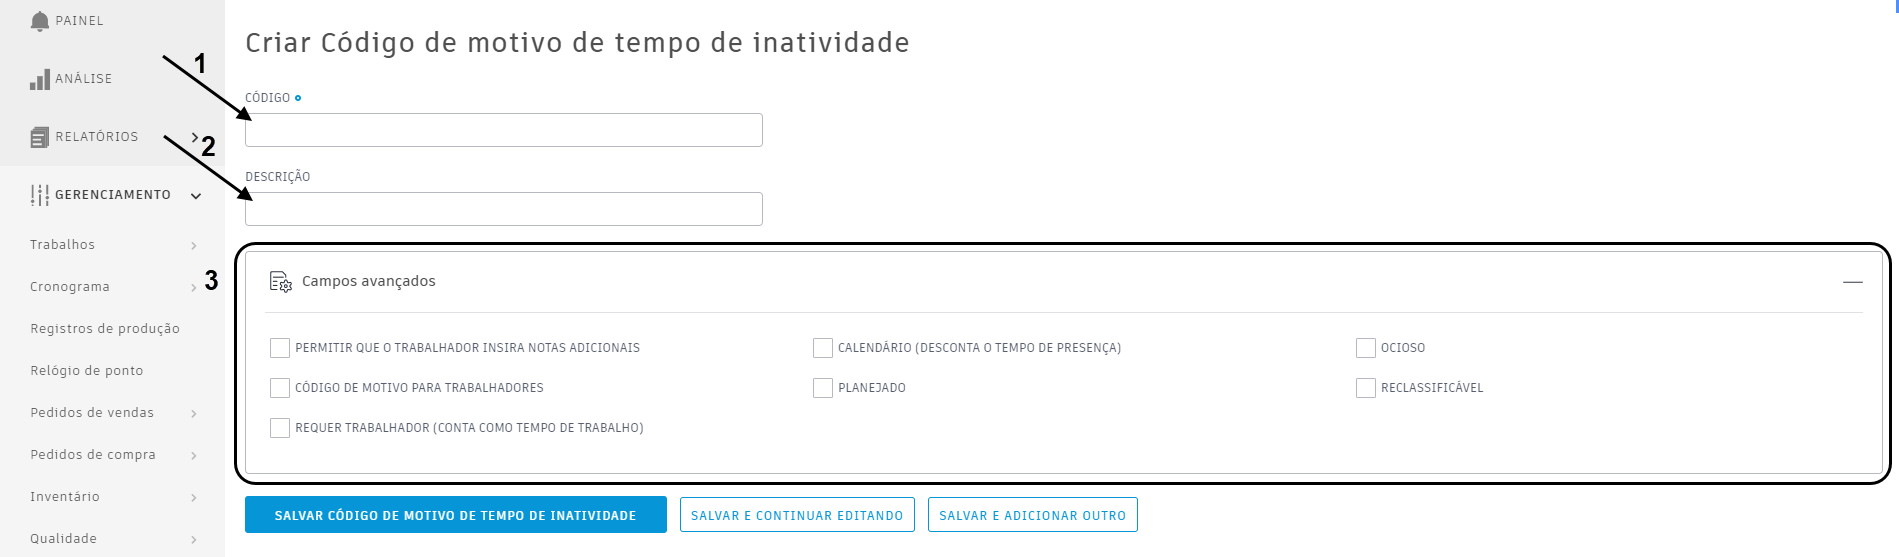 PAINEL
ANÁLISE
RELATÓRIOS
GERENCIAMENTO
Trabalhos
Cronograma
Registros de produção
Relógio de ponto
Pedidos de vendas
Pedidos de compra
Inventário
Qualidade
Criar Código de motivo de tempo de inatividade
1
CÓDIGO
2
DESCRIÇÃO
3
Campos avançados
PERMITIR QUE O TRABALHADOR INSIRA NOTAS ADICIONAIS
CALENDÁRIO (DESCONTA O TEMPO DE PRESENÇA)
OCIOSO
CÓDIGO DE MOTIVO PARA TRABALHADORES
PLANEJADO
RECLASSIFICÁVEL
REQUER TRABALHADOR (CONTA COMO TEMPO DE TRABALHO)
SALVAR CÓDIGO DE MOTIVO DE TEMPO DE INATIVIDADE
SALVAR E CONTINUAR EDITANDO
SALVAR E ADICIONAR OUTRO